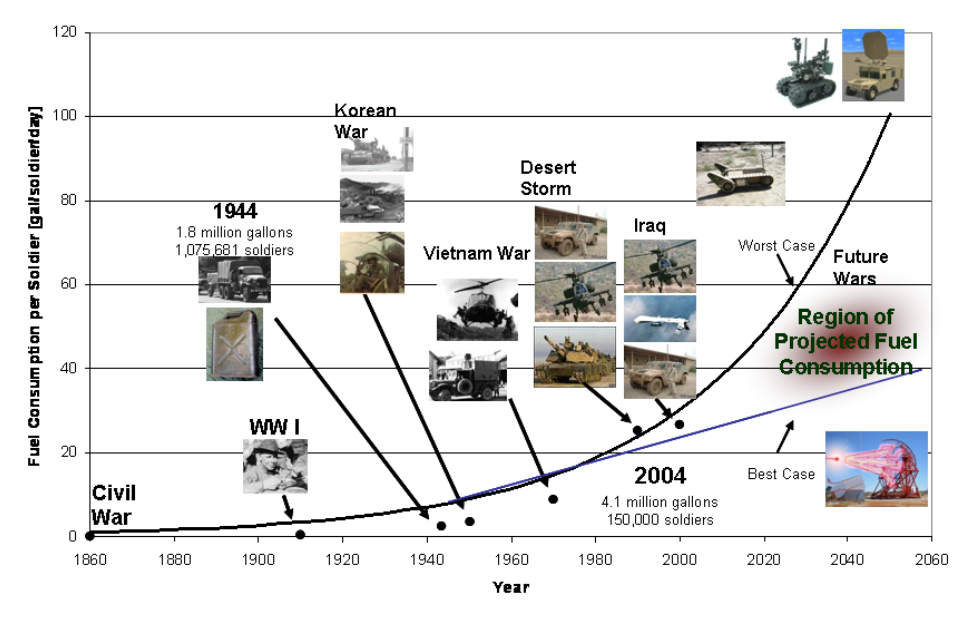 120
100
80
60
40
20
0
Fuel Consumption per Soldier [gal/soldier/day]
1860
1880
1900
1920
1940
1960
1980
2000
2020
2040
2060
Year
Civil
War
WW I
1944
1.8 million gallons
1,075,681 soldiers
Korean
War
Vietnam War
Desert
Storm
Iraq
2004
4.1 million gallons
150,000 soldiers
Worst Case
Future
Wars
Region of
Projected Fuel
Consumption
Best Case